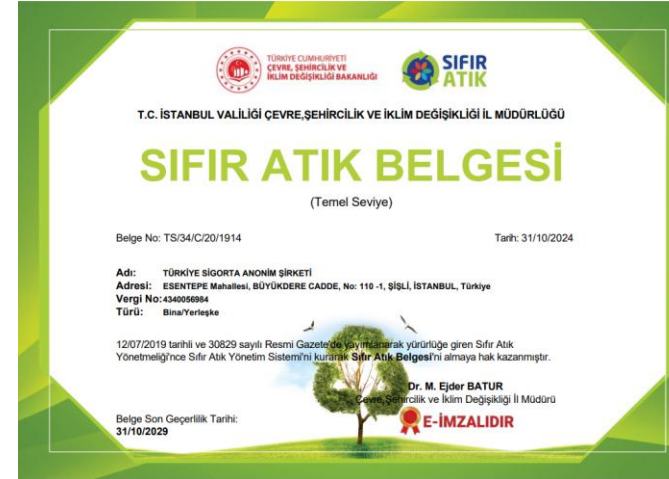 TÜRKİYE CUMHURİYETİ
ÇEVRE, ŞEHİRCİLİK VE
İKLİM DEĞİŞİKLİĞİ BAKANLIĞI
SIFIR
ATIK
T.C. İSTANBUL VALİLİĞİ ÇEVRE,ŞEHİRCİLİK VE İKLİM DEĞİŞİKLİĞİ İL MÜDÜRLÜĞÜ
SIFIR ATIK BELGESİ
(Temel Seviye)
Belge No: TS/34/C/20/1914 Tarih: 31/10/2024
Adı: TÜRKİYE SİGORTA ANONİM ŞİRKETİ
Adresi: ESENTEPE Mahallesi, BÜYÜKDERE CADDE, No: 110 -1, ŞİŞLİ, İSTANBUL, Türkiye
Vergi No:4340056984
Türü: Bina/Yerleşke
12/07/2019 tarihli ve 30829 sayılı Resmi Gazete'de yayımlanarak yürürlüğe giren Sıfır Atık
Yönetmeliği'nce Sıfır Atık Yönetim Sistemi'ni kurarak Sıfır Atık Belgesi'ni almaya hak kazanmıştır.
Dr. M. Ejder BATUR
Çevre,Şehircilik ve İklim Değişikliği İl Müdürü
E-İMZALIDIR
Belge Son Geçerlilik Tarihi:
31/10/2029